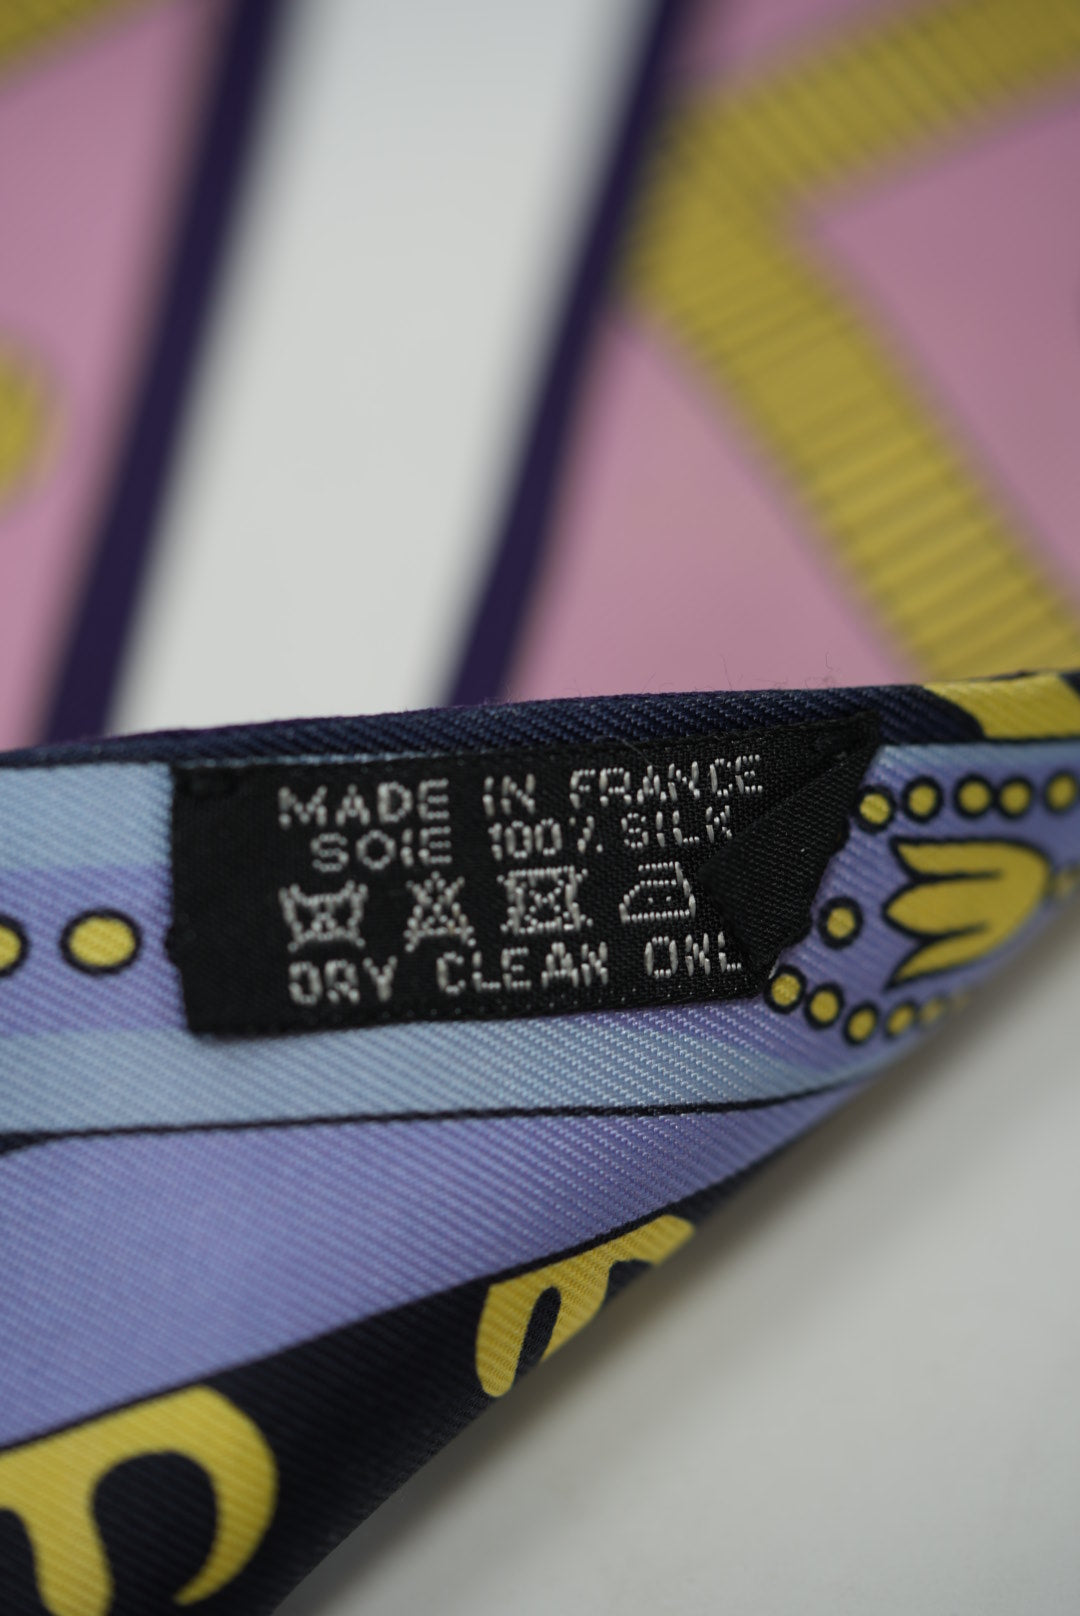 MADE IN FRANCE
SOIE 100% SILK
DRY CLEAN ONL